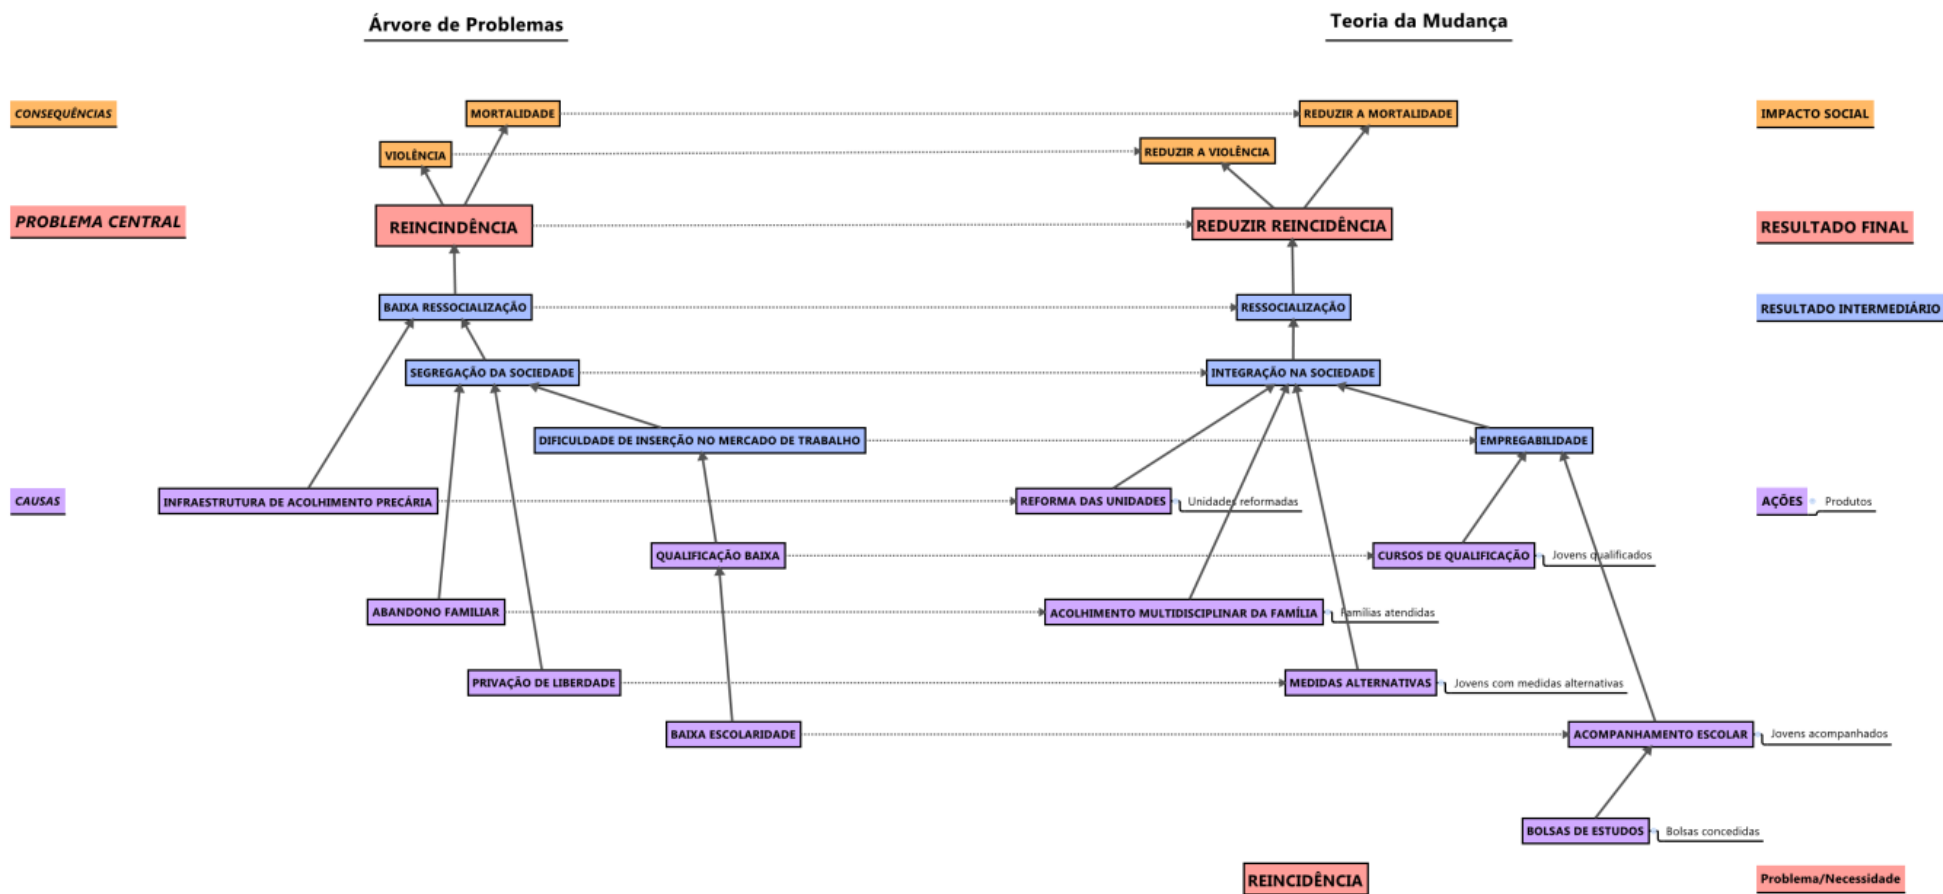 Árvore de Problemas
Teoria da Mudança
CONSEQUÊNCIAS
MORTALIDADE
REDUZIR A MORTALIDADE
IMPACTO SOCIAL
VIOLÊNCIA
REDUZIR A VIOLÊNCIA
PROBLEMA CENTRAL
REINCINDÊNCIA
REDUZIR REINCIDÊNCIA
RESULTADO FINAL
BAIXA RESSOCIALIZAÇÃO
RESSOCIALIZAÇÃO
RESULTADO INTERMEDIÁRIO
SEGREGAÇÃO DA SOCIEDADE
INTEGRAÇÃO NA SOCIEDADE
DIFICULDADE DE INSERÇÃO NO MERCADO DE TRABALHO
EMPREGABILIDADE
CAUSAS
INFRAESTRUTURA DE ACOLHIMENTO PRECÁRIA
REFORMA DAS UNIDADES
Unidades reformadas
AÇÕES
Produtos
QUALIFICAÇÃO BAIXA
CURSOS DE QUALIFICAÇÃO
Jovens qualificados
ABANDONO FAMILIAR
ACOLHIMENTO MULTIDISCIPLINAR DA FAMÍLIA
Famílias atendidas
PRIVAÇÃO DE LIBERDADE
MEDIDAS ALTERNATIVAS
Jovens com medidas alternativas
BAIXA ESCOLARIDADE
ACOMPANHAMENTO ESCOLAR
Jovens acompanhados
BOLSAS DE ESTUDOS
Bolsas concedidas
REINCIDÊNCIA
Problema/Necessidade